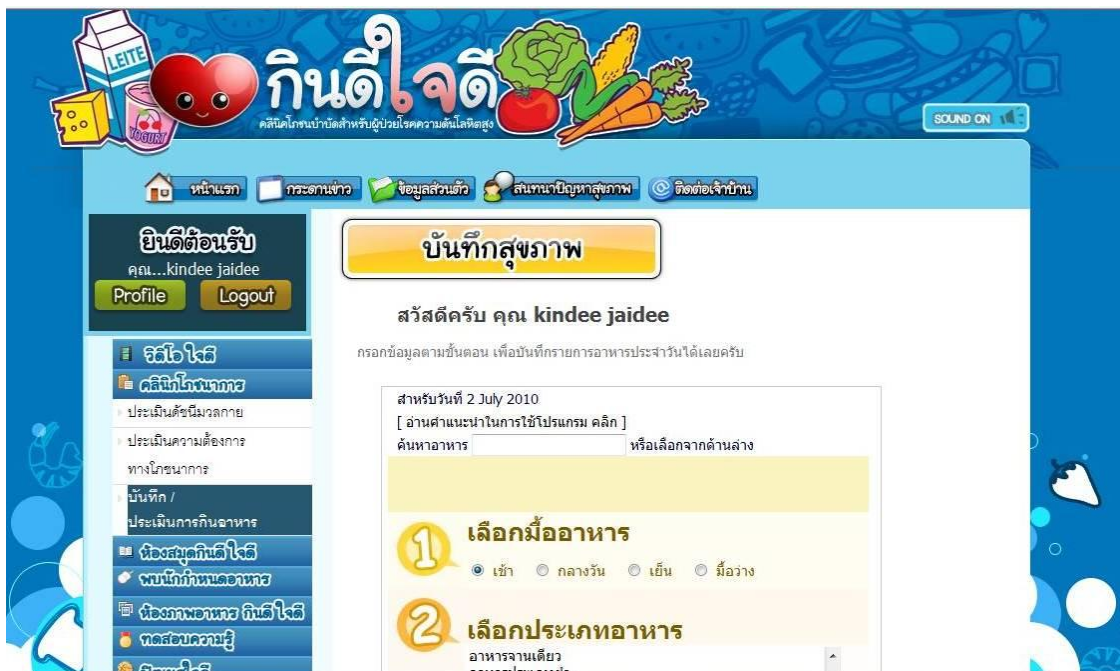 LEITE
YOGURT
กินดีใจดี
คลินิคโภชนบำบัดสำหรับผู้ป่วยโรคความดันโลหิตสูง
SOUND ON
หน้าแรก
กระดานข่าว
ข้อมูลส่วนตัว
สนทนาปัญหาสุขภาพ
ติดต่อเจ้าบ้าน
ยินดีต้อนรับ
คุณ...kindee jaidee
Profile
Logout
วิดีโอ ใจดี
คลินิกโภชนาการ
ประเมินดัชนีมวลกาย
ประเมินความต้องการ
ทางโภชนาการ
บันทึก /
ประเมินการกินอาหาร
ห้องสมุดกินดี ใจดี
พบนักกำหนดอาหาร
ห้องภาพอาหาร กินดี ใจดี
ทดสอบความรู้
บันทึกสุขภาพ
สวัสดีครับ คุณ kindee jaidee
กรอกข้อมูลตามขั้นตอน เพื่อบันทึกรายการอาหารประจำวันได้เลยครับ
สำหรับวันที่ 2 July 2010
[ อ่านคำแนะนำในการใช้โปรแกรม คลิก ]
ค้นหาอาหาร หรือเลือกจากด้านล่าง
1 เลือกมื้ออาหาร
เช้า กลางวัน เย็น มื้อว่าง
2 เลือกประเภทอาหาร
อาหารจานเดียว